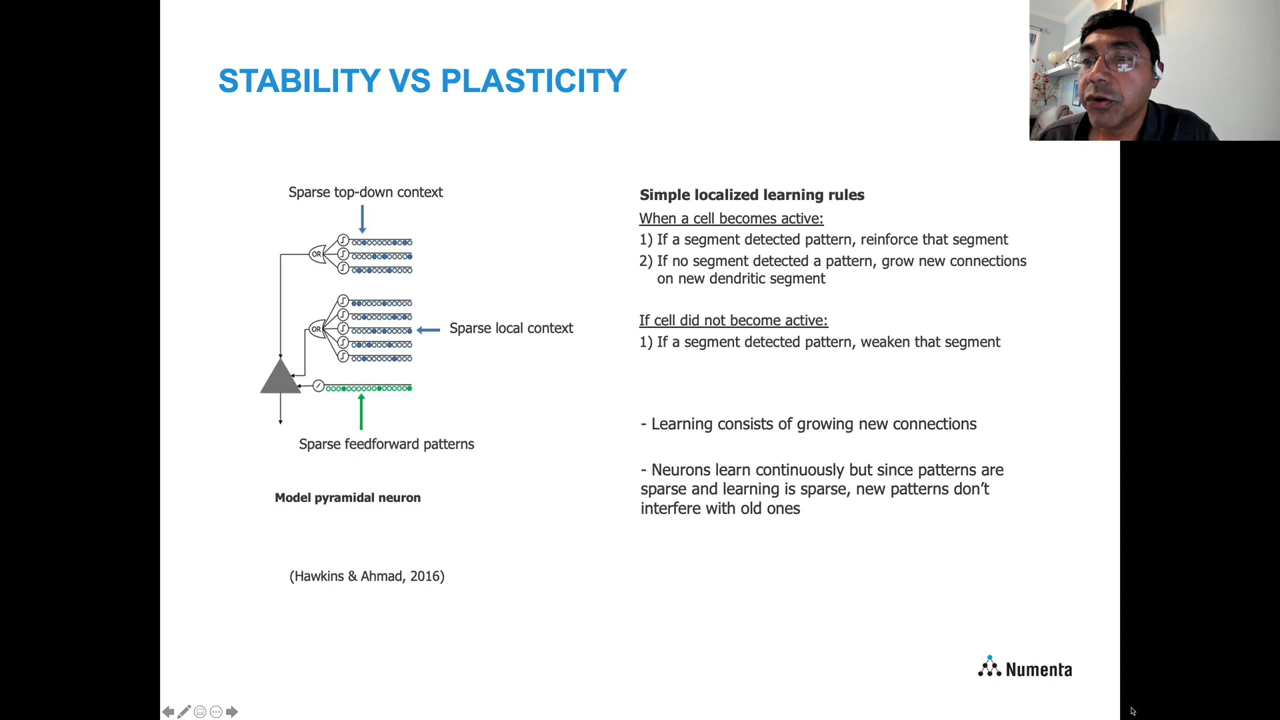 STABILITY VS PLASTICITY
Sparse top-down context
OR
OR
Sparse local context
Sparse feedforward patterns
Model pyramidal neuron
(Hawkins & Ahmad, 2016)
Simple localized learning rules
When a cell becomes active:
1) If a segment detected pattern, reinforce that segment
2) If no segment detected a pattern, grow new connections
on new dendritic segment
If cell did not become active:
1) If a segment detected pattern, weaken that segment
- Learning consists of growing new connections
- Neurons learn continuously but since patterns are
sparse and learning is sparse, new patterns don’t
interfere with old ones
Numenta